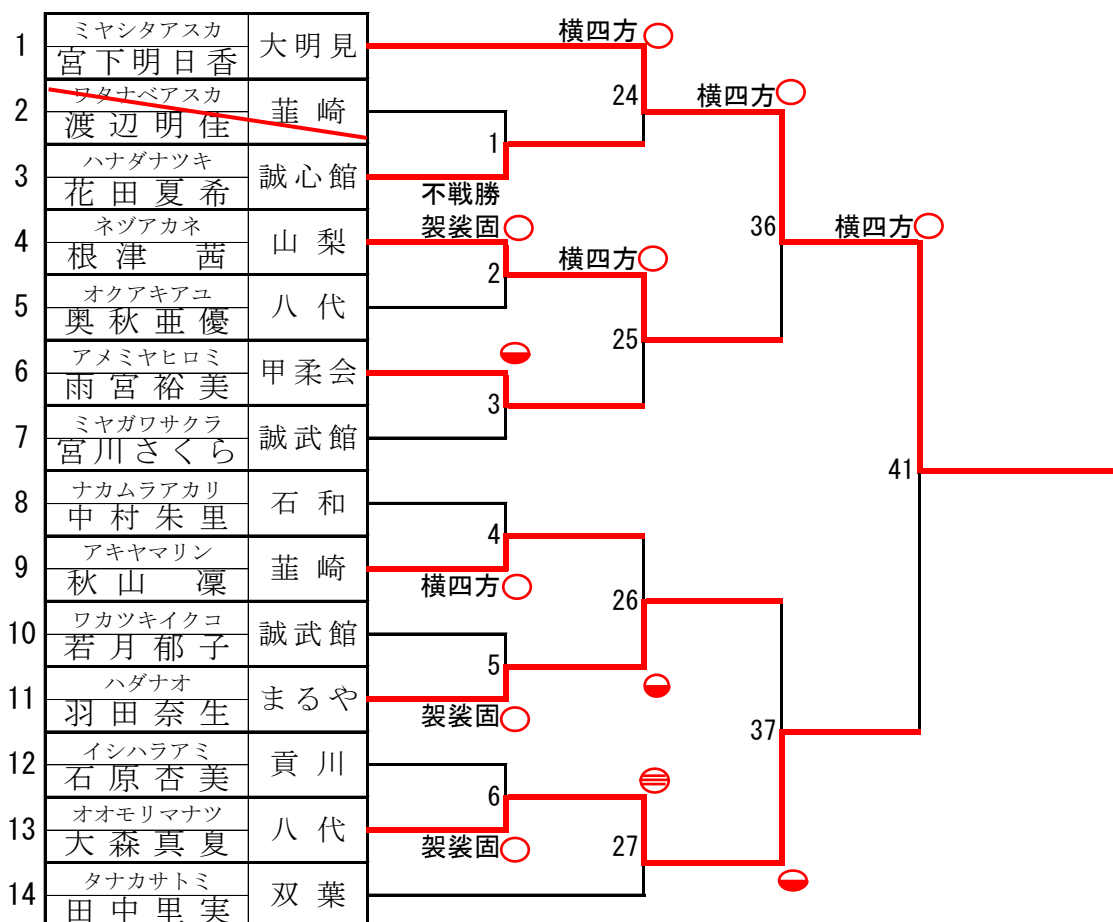 1 ミヤシタアスカ 大明見
宮下明日香
2 ワタナベアスカ 韮崎
渡辺明佳
3 ハナダナツキ 誠心館
花田夏希
4 ネヅアカネ 山梨
根津 茜
5 オクアキアユ 八代
奥秋亜優
6 アメミヤヒロミ 甲柔会
雨宮裕美
7 ミヤガワサクラ 誠武館
宮川さくら
8 ナカムラアカリ 石和
中村朱里
9 アキヤマリン 韮崎
秋山 凜
10 ワカツキイクコ 誠武館
若月郁子
11 ハダナオ まるや
羽田奈生
12 イシハラアミ 貢川
石原杏美
13 オオモリマナツ 八代
大森真夏
14 タナカサトミ 双葉
田中里実
1
不戦勝
袈裟固
2
3
4
横四方
5
袈裟固
6
袈裟固
横四方
24
横四方
25
26
27
横四方
36
37
横四方
41